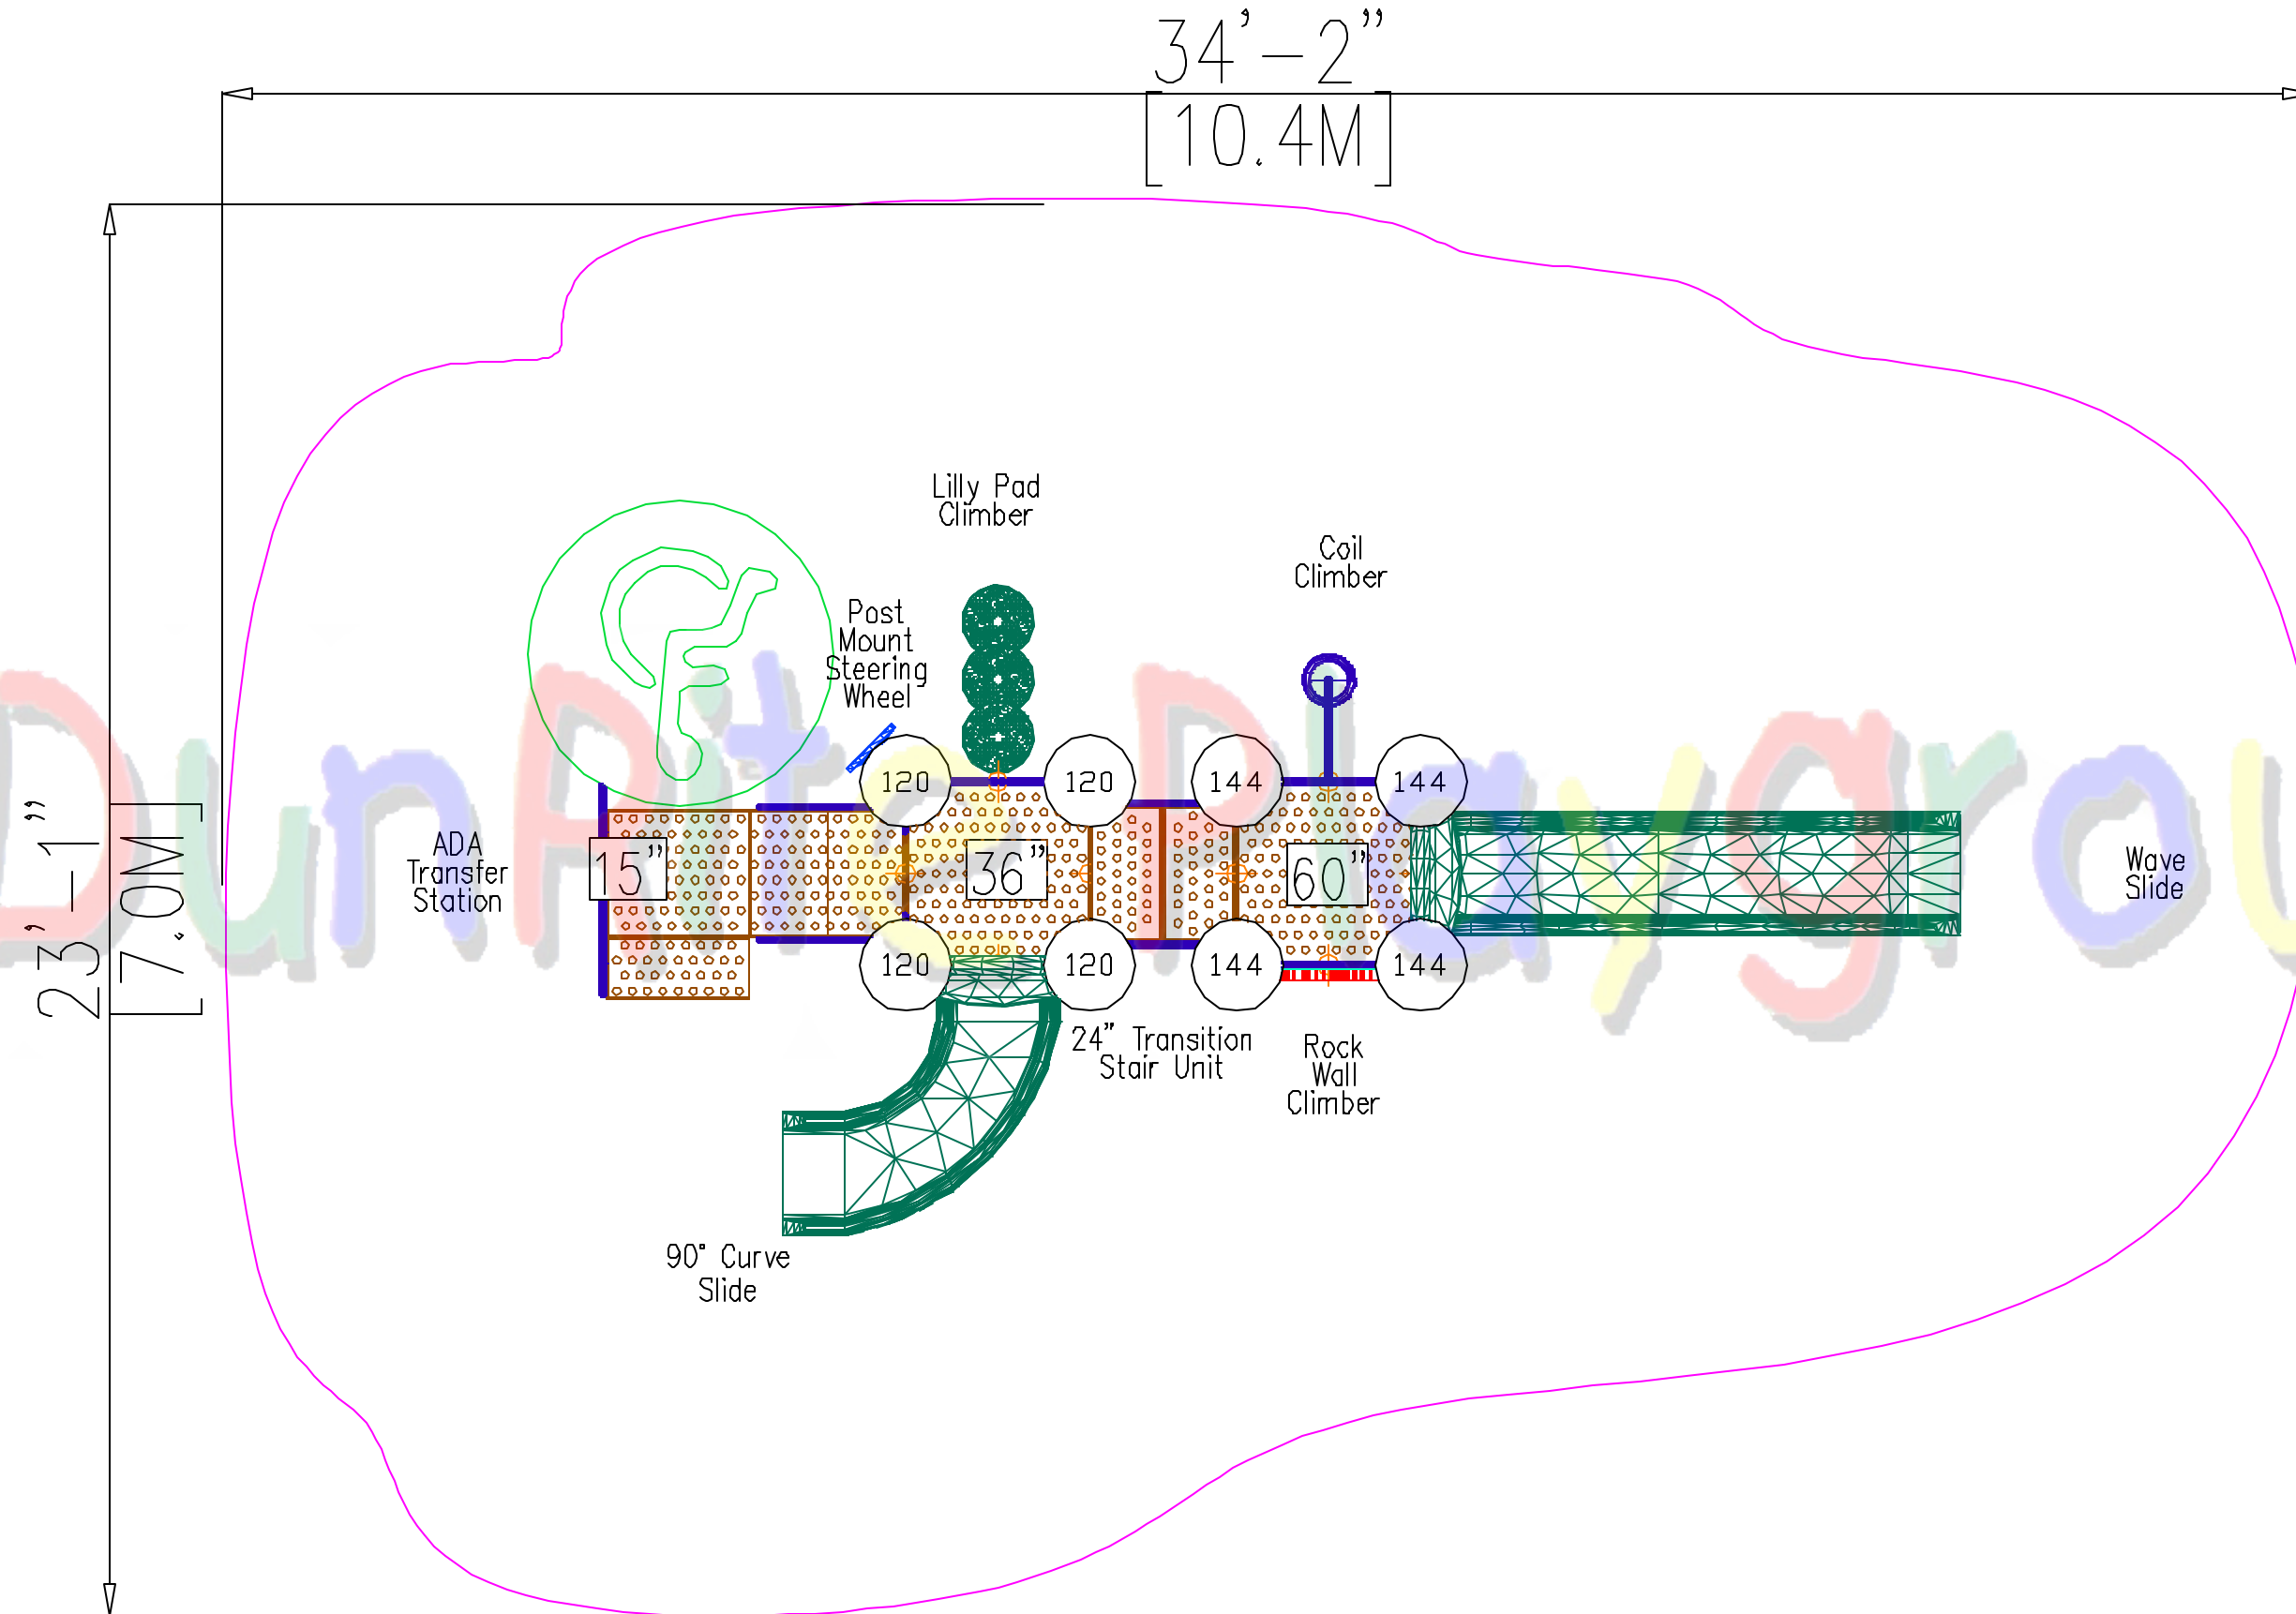 34'-2"
[10.4M]
23'-1"
[7.0M]
Lilly Pad
Climber
Coil
Climber
Post
Mount
Steering
Wheel
120
120
144
144
ADA
Transfer
Station
15"
36"
60"
Wave
Slide
120
120
144
144
24" Transition
Stair Unit
Rock
Wall
Climber
90° Curve
Slide
DunRite Playgrou